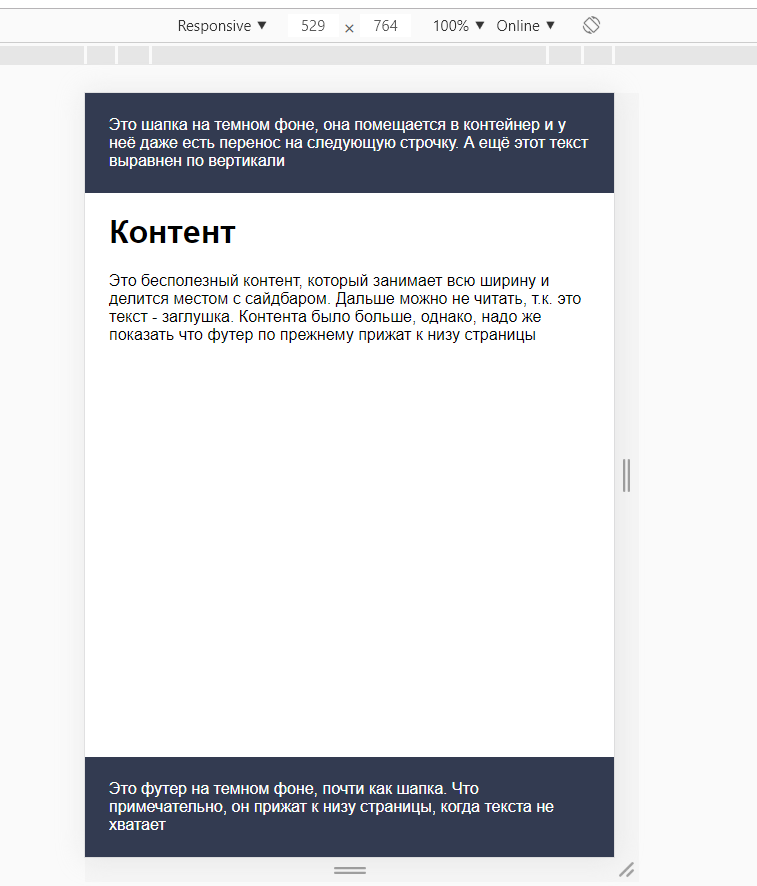 Responsive ▼ 529 × 764 100% ▼ Online ▼
Это шапка на темном фоне, она помещается в контейнер и у
неё даже есть перенос на следующую строчку. А ещё этот текст
выравнен по вертикали
Контент
Это бесполезный контент, который занимает всю ширину и
делится местом с сайдбаром. Дальше можно не читать, т.к. это
текст - заглушка. Контента было больше, однако, надо же
показать что футер по прежнему прижат к низу страницы
Это футер на темном фоне, почти как шапка. Что
примечательно, он прижат к низу страницы, когда текста не
хватает